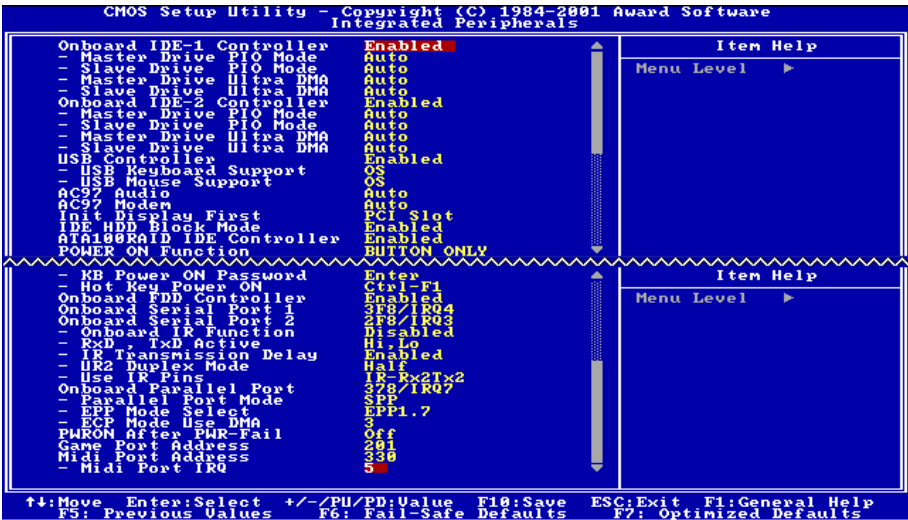 CMOS Setup Utility - Copyright (C) 1984-2001 Award Software
Integrated Peripherals
Onboard IDE-1 Controller Enabled
- Master Drive PIO Mode Auto
- Slave Drive PIO Mode Auto
- Master Drive Ultra DMA Auto
- Slave Drive Ultra DMA Auto
Onboard IDE-2 Controller Enabled
- Master Drive PIO Mode Auto
- Slave Drive PIO Mode Auto
- Master Drive Ultra DMA Auto
- Slave Drive Ultra DMA Auto
USB Controller Enabled
- USB Keyboard Support OS
- USB Mouse Support OS
AC97 Audio Auto
AC97 Modem Auto
Init Display First PCI Slot
IDE HDD Block Mode Enabled
ATA100RAID IDE Controller Enabled
POWER ON Function BUTTON ONLY
Item Help
Menu Level ►
- KB Power ON Password Enter
- Hot Key Power ON Ctrl-F1
Onboard FDD Controller Enabled
Onboard Serial Port 1 3F8/IRQ4
Onboard Serial Port 2 2F8/IRQ3
- Onboard IR Function Disabled
- RxD , TxD Active Hi,Lo
- IR Transmission Delay Enabled
- UR2 Duplex Mode Half
- Use IR Pins IR-Rx2Tx2
Onboard Parallel Port 378/IRQ7
- Parallel Port Mode SPP
- EPP Mode Select EPP1.7
- ECP Mode Use DMA 3
PWRON After PWR-Fail Off
Game Port Address 201
Midi Port Address 330
- Midi Port IRQ 5
Item Help
Menu Level ►
↑↓:Move Enter:Select +/-/PU/PD:Value F10:Save ESC:Exit F1:General Help
F5: Previous Values F6: Fail-Safe Defaults F7: Optimized Defaults